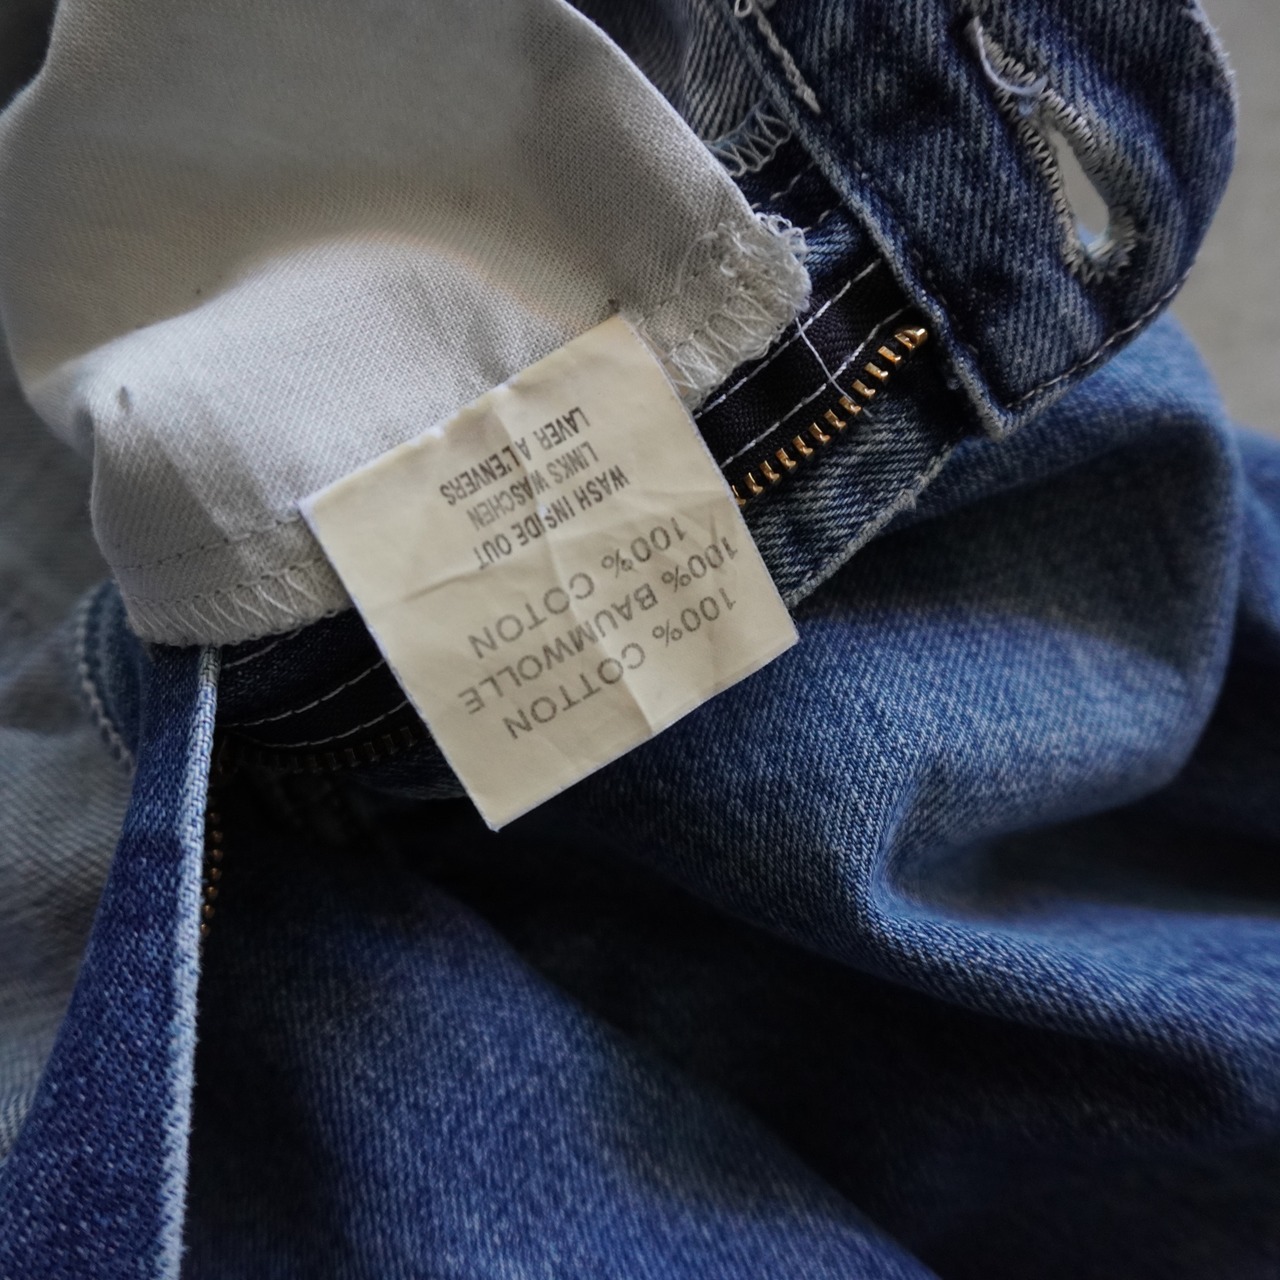 100% COTTON
100% BAUMWOLLE
100% COTON
WASH INSIDE OUT
LINKS WASCHEN
LAVER A L'ENVERS